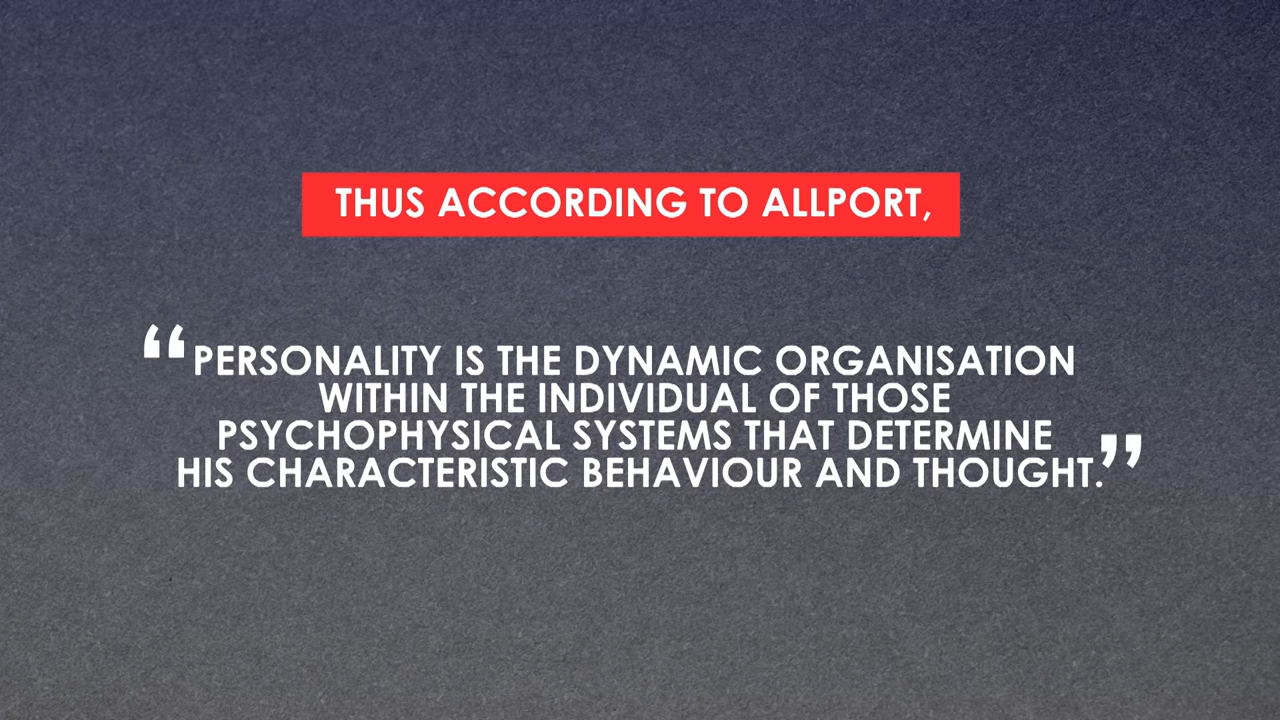 THUS ACCORDING TO ALLPORT,
“PERSONALITY IS THE DYNAMIC ORGANISATION
WITHIN THE INDIVIDUAL OF THOSE
PSYCHOPHYSICAL SYSTEMS THAT DETERMINE
HIS CHARACTERISTIC BEHAVIOUR AND THOUGHT.”